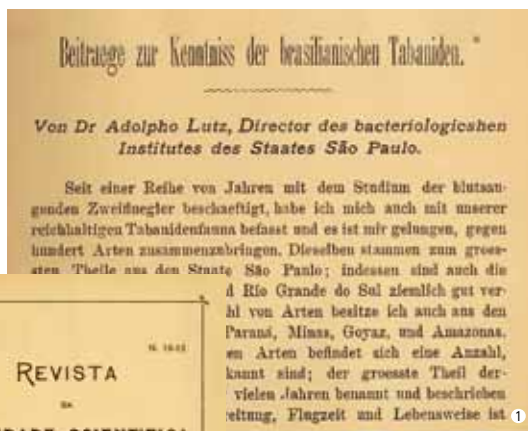 Beitraege zur Kenntniss der brasilianischen Tabaniden. *
Von Dr Adolpho Lutz, Director des bacteriologicshen
Institutes des Staates São Paulo.
Seit einer Reihe von Jahren mit dem Studium der blutsau-
genden Zweifluegler beschaeftigt, habe ich mich auch mit unserer
reichhaltigen Tabanidenfauna befasst und es ist mir gelungen, gegen
hundert Arten zusammenzubringen. Dieselben stammen zum groes-
sten Theile aus den Staate São Paulo; indessen sind auch die
d Rio Grande do Sul ziemlich gut ver-
hl von Arten besitze ich auch aus den
Paraná, Minas, Goyaz, und Amazonas.
en Arten befindet sich eine Anzahl,
kannt sind; der groesste Theil der-
vielen Jahren benannt und beschrieben
eitung, Flugzeit und Lebensweise ist
1
REVISTA
DA